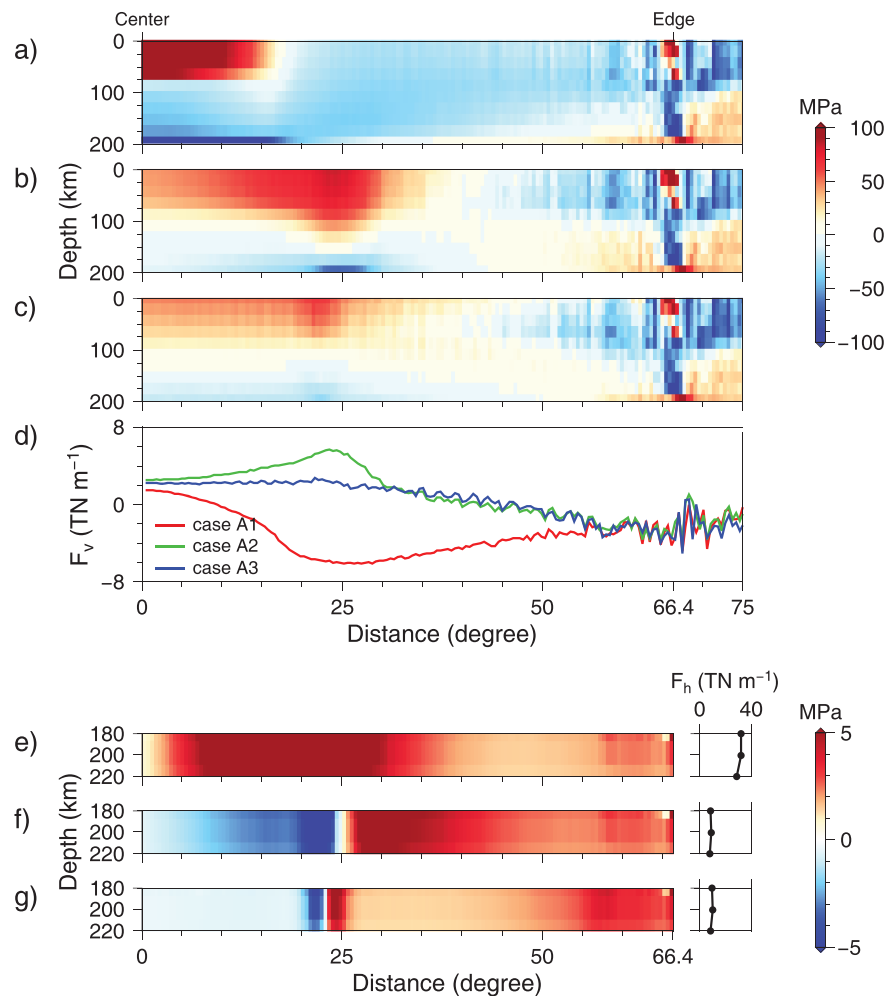 Center Edge
a) 0
100
200
MPa
100
50
0
−50
−100
b) 0
100
200
Depth (km)
c) 0
100
200
d) 8
0
−8
Fᵥ (TN m⁻¹)
case A1
case A2
case A3
0 25 50 66.4 75
Distance (degree)
Fₕ (TN m⁻¹)
0 40
MPa
5
0
−5
e) 180
200
220
f) 180
200
220
Depth (km)
g) 180
200
220
0 25 50 66.4
Distance (degree)